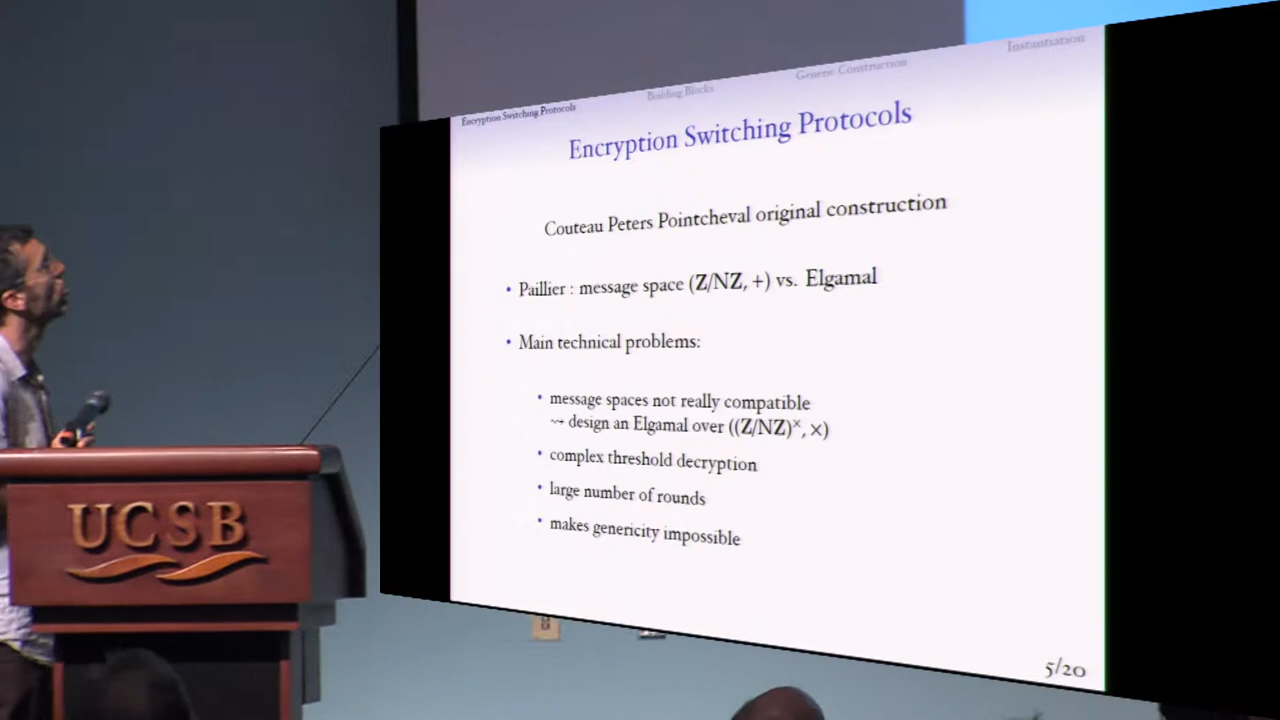 Encryption Switching Protocols
Building Blocks
Generic Construction
Instantiation
Encryption Switching Protocols
Couteau Peters Pointcheval original construction
• Paillier : message space (Z/NZ, +) vs. Elgamal
• Main technical problems:
• message spaces not really compatible
⇝ design an Elgamal over ((Z/NZ)ˣ, ×)
• complex threshold decryption
• large number of rounds
• makes genericity impossible
5/20
UCSB